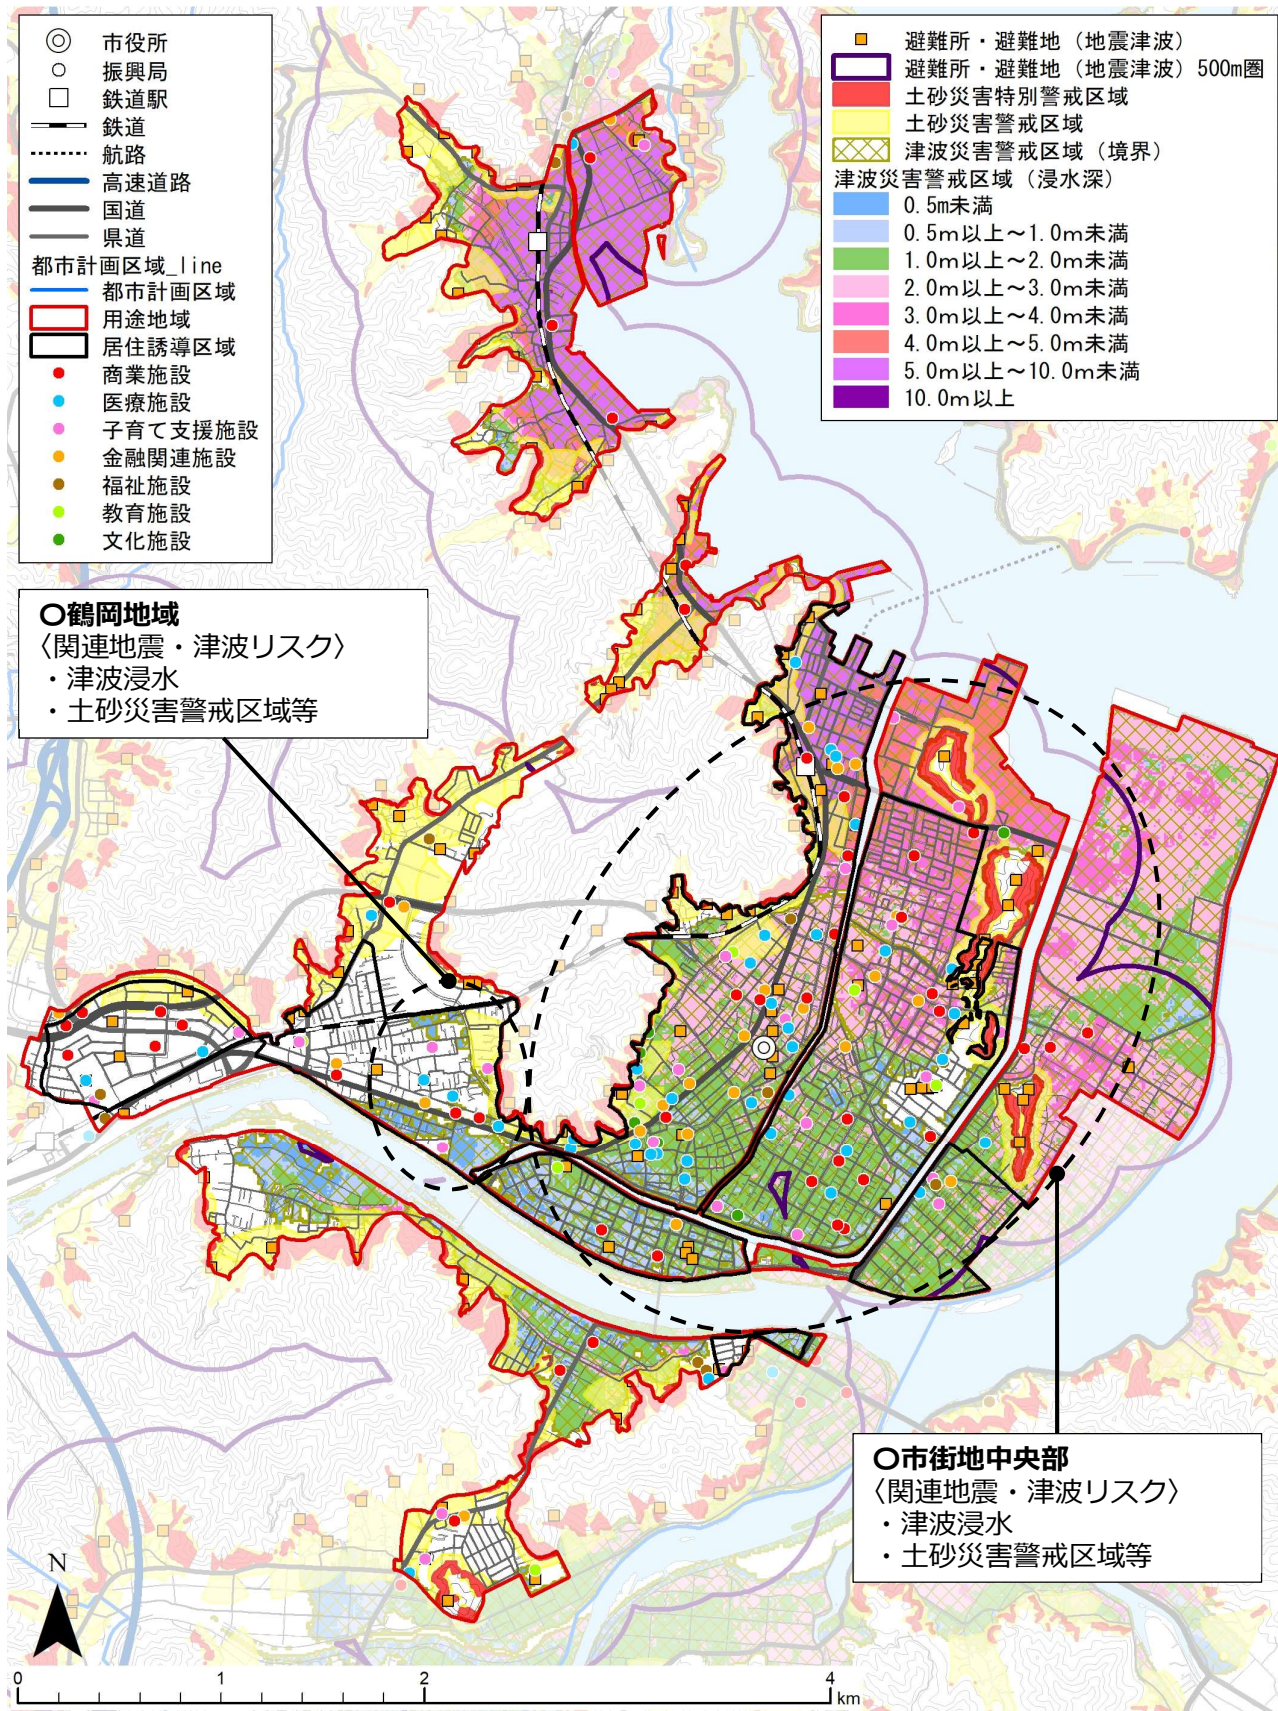 市役所
振興局
鉄道駅
鉄道
航路
高速道路
国道
県道
都市計画区域_line
都市計画区域
用途地域
居住誘導区域
商業施設
医療施設
子育て支援施設
金融関連施設
福祉施設
教育施設
文化施設
避難所・避難地（地震津波）
避難所・避難地（地震津波）500m圏
土砂災害特別警戒区域
土砂災害警戒区域
津波災害警戒区域（境界）
津波災害警戒区域（浸水深）
0.5m未満
0.5m以上～1.0m未満
1.0m以上～2.0m未満
2.0m以上～3.0m未満
3.0m以上～4.0m未満
4.0m以上～5.0m未満
5.0m以上～10.0m未満
10.0m以上
○鶴岡地域
〈関連地震・津波リスク〉
・津波浸水
・土砂災害警戒区域等
○市街地中央部
〈関連地震・津波リスク〉
・津波浸水
・土砂災害警戒区域等
N
0 1 2 4
km